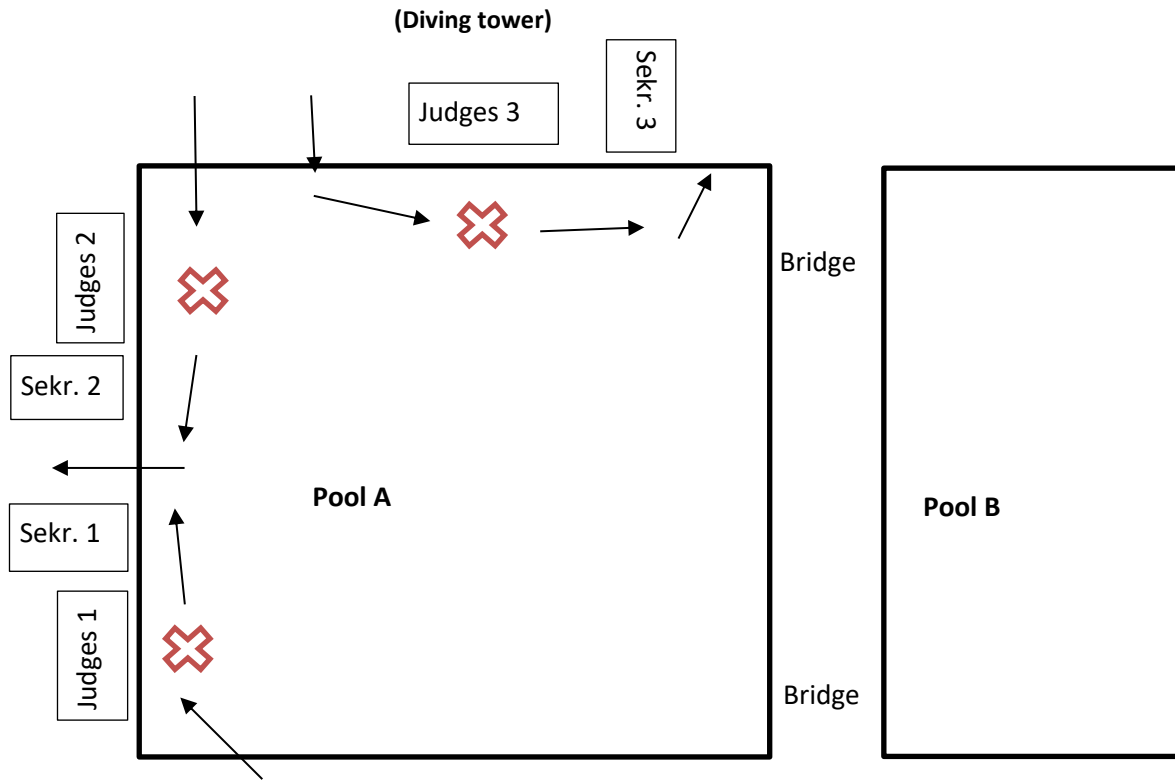 (Diving tower)
Judges 3
Sekr. 3
Judges 2
Bridge
Sekr. 2
Pool A
Pool B
Sekr. 1
Judges 1
Bridge